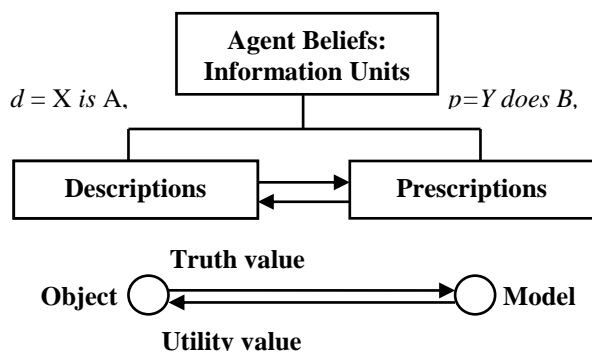 Agent Beliefs:
Information Units
d = X is A,
p=Y does B,
Descriptions
Prescriptions
Truth value
Object
Model
Utility value